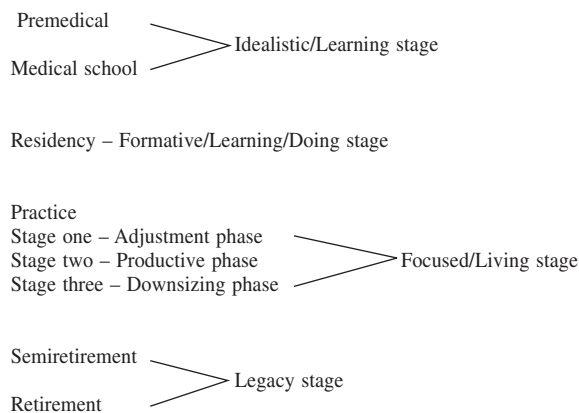 Premedical
Idealistic/Learning stage
Medical school
Residency – Formative/Learning/Doing stage
Practice
Stage one – Adjustment phase
Stage two – Productive phase
Focused/Living stage
Stage three – Downsizing phase
Semiretirement
Legacy stage
Retirement